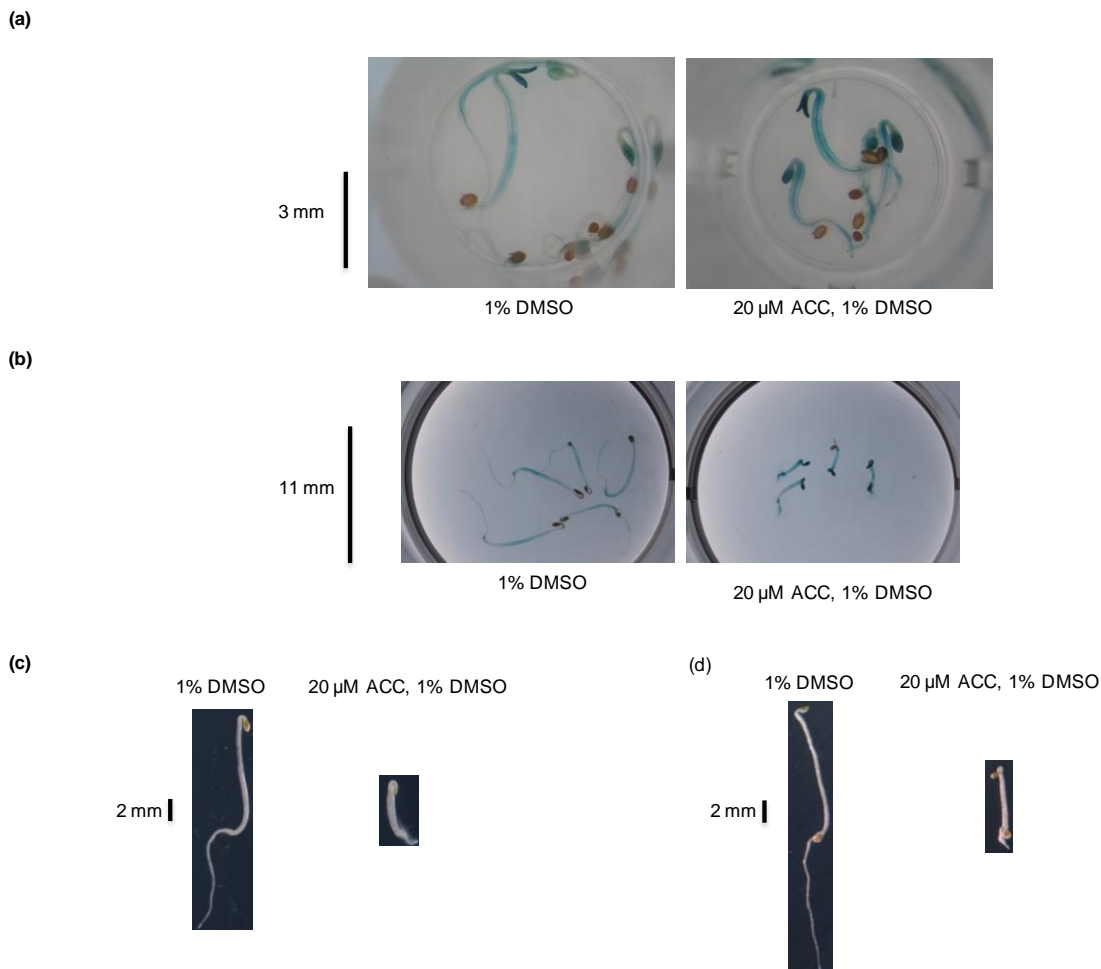 (a)
3 mm
1% DMSO
20 µM ACC, 1% DMSO
(b)
11 mm
1% DMSO
20 µM ACC, 1% DMSO
(c)
1% DMSO
20 µM ACC, 1% DMSO
2 mm
(d)
1% DMSO
20 µM ACC, 1% DMSO
2 mm